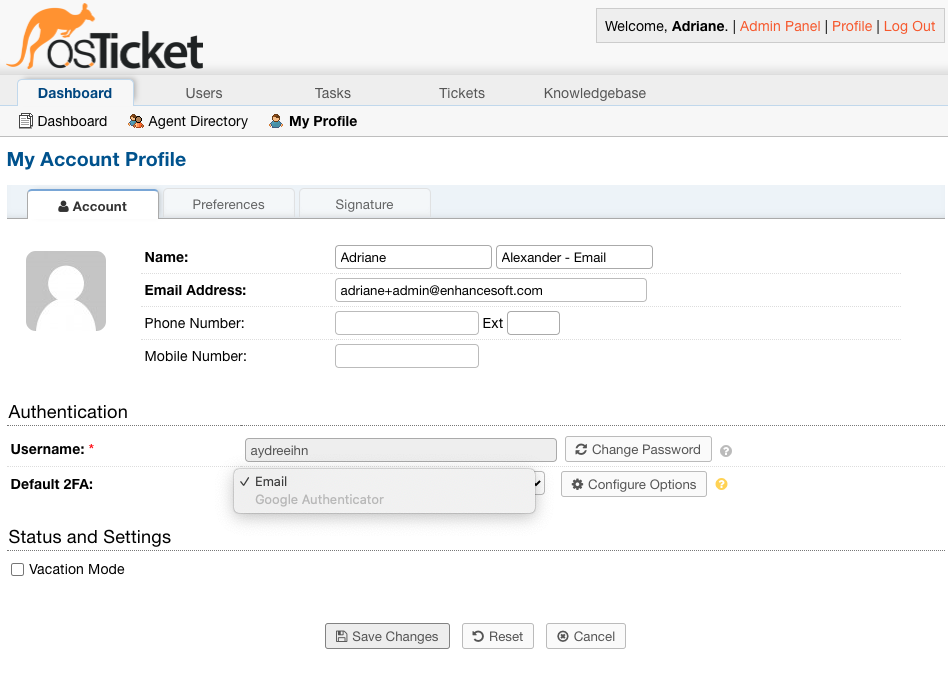 osTicket
Welcome, Adriane. | Admin Panel | Profile | Log Out
Dashboard Users Tasks Tickets Knowledgebase
Dashboard Agent Directory My Profile
My Account Profile
Account Preferences Signature
Name: Adriane Alexander - Email
Email Address: adriane+admin@enhancesoft.com
Phone Number: Ext
Mobile Number:
Authentication
Username: * aydreeihn Change Password ?
Default 2FA: ✓ Email Configure Options ?
Google Authenticator
Status and Settings
Vacation Mode
Save Changes Reset Cancel